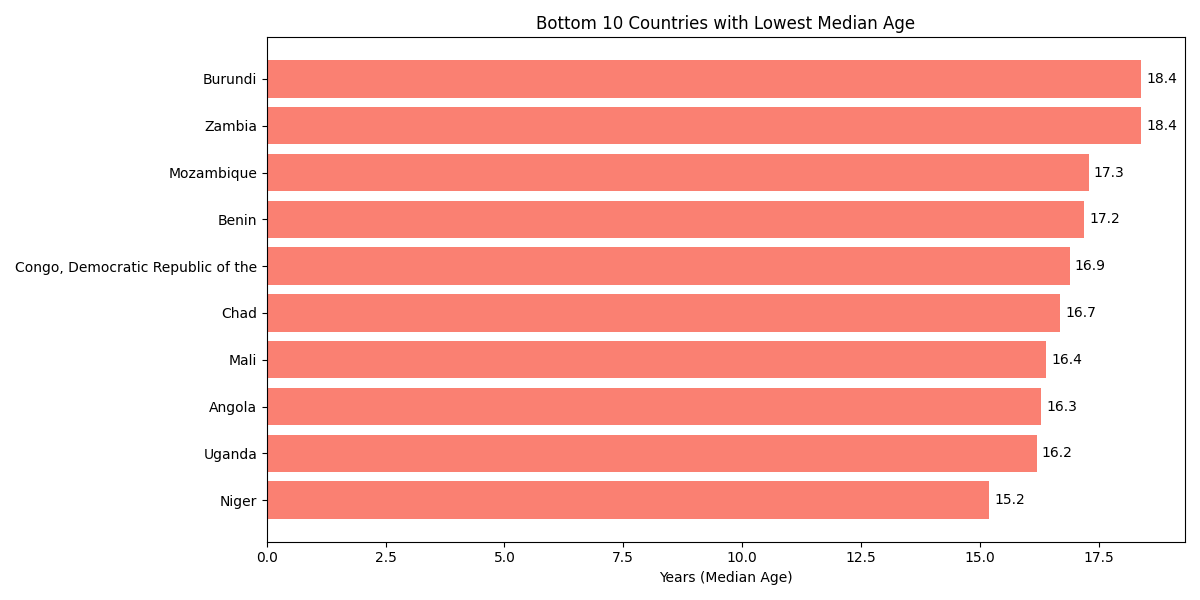 Bottom 10 Countries with Lowest Median Age
Burundi 18.4
Zambia 18.4
Mozambique 17.3
Benin 17.2
Congo, Democratic Republic of the 16.9
Chad 16.7
Mali 16.4
Angola 16.3
Uganda 16.2
Niger 15.2
0.0 2.5 5.0 7.5 10.0 12.5 15.0 17.5
Years (Median Age)